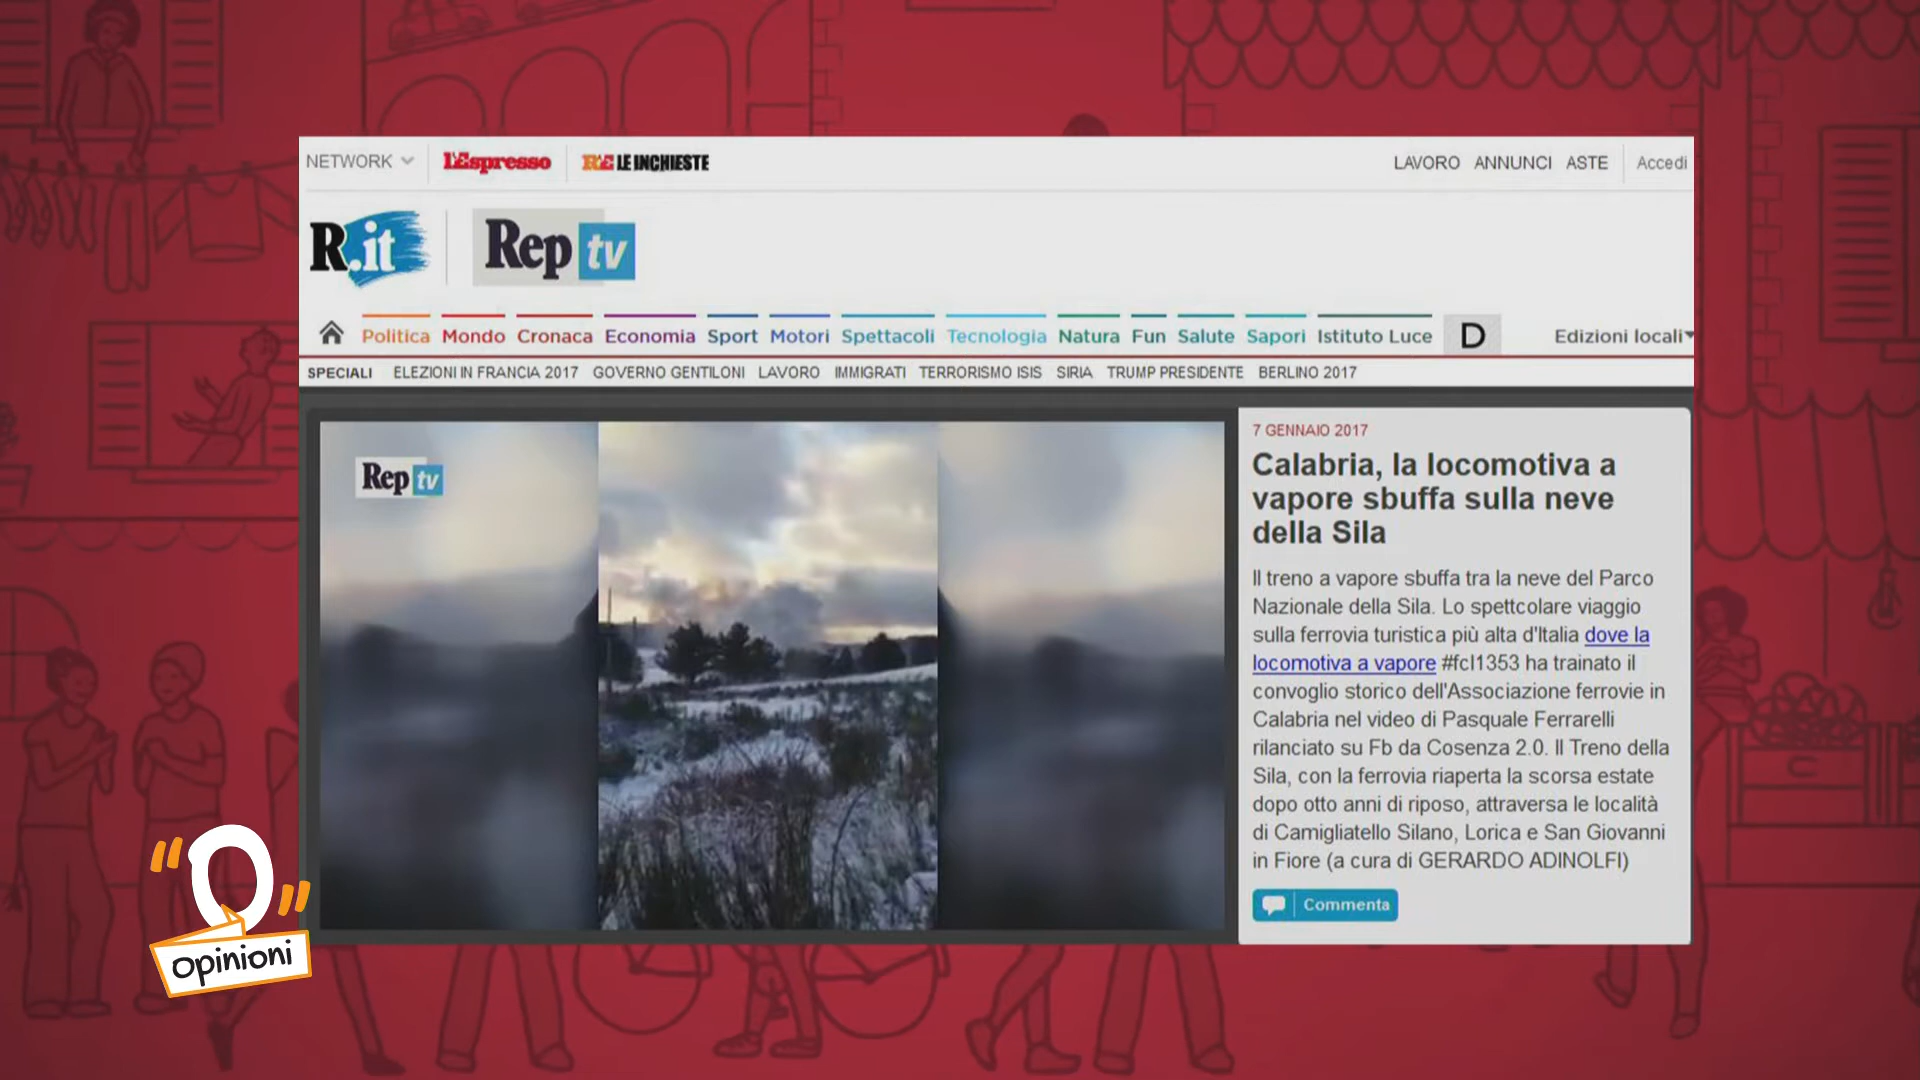 NETWORK
l'Espresso
RE LE INCHIESTE
LAVORO ANNUNCI ASTE Accedi
R.it
Rep tv
Politica Mondo Cronaca Economia Sport Motori Spettacoli Tecnologia Natura Fun Salute Sapori Istituto Luce D Edizioni locali
SPECIALI ELEZIONI IN FRANCIA 2017 GOVERNO GENTILONI LAVORO IMMIGRATI TERRORISMO ISIS SIRIA TRUMP PRESIDENTE BERLINO 2017
Rep tv
7 GENNAIO 2017
Calabria, la locomotiva a
vapore sbuffa sulla neve
della Sila
Il treno a vapore sbuffa tra la neve del Parco
Nazionale della Sila. Lo spettcolare viaggio
sulla ferrovia turistica più alta d'Italia dove la
locomotiva a vapore #fcl1353 ha trainato il
convoglio storico dell'Associazione ferrovie in
Calabria nel video di Pasquale Ferrarelli
rilanciato su Fb da Cosenza 2.0. Il Treno della
Sila, con la ferrovia riaperta la scorsa estate
dopo otto anni di riposo, attraversa le località
di Camigliatello Silano, Lorica e San Giovanni
in Fiore (a cura di GERARDO ADINOLFI)
Commenta
"O"
opinioni